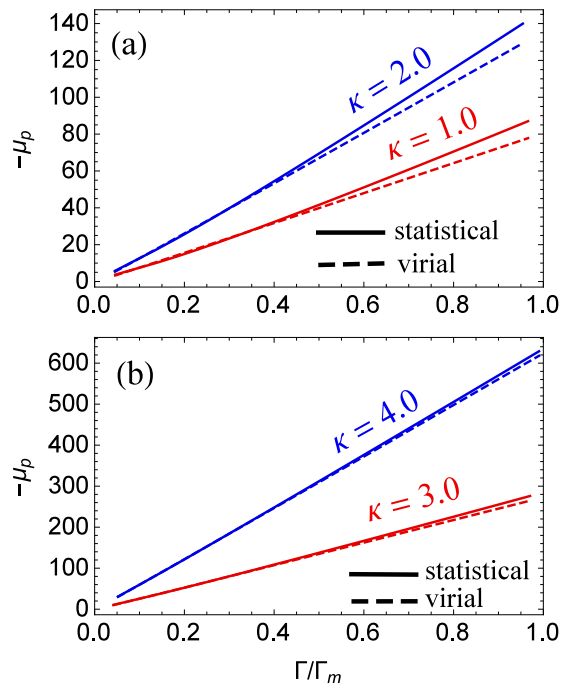 (a)
140
120
100
80
60
40
20
0
−μp
κ = 2.0
κ = 1.0
statistical
virial
0.0 0.2 0.4 0.6 0.8 1.0
(b)
600
500
400
300
200
100
0
−μp
κ = 4.0
κ = 3.0
statistical
virial
0.0 0.2 0.4 0.6 0.8 1.0
Γ/Γm